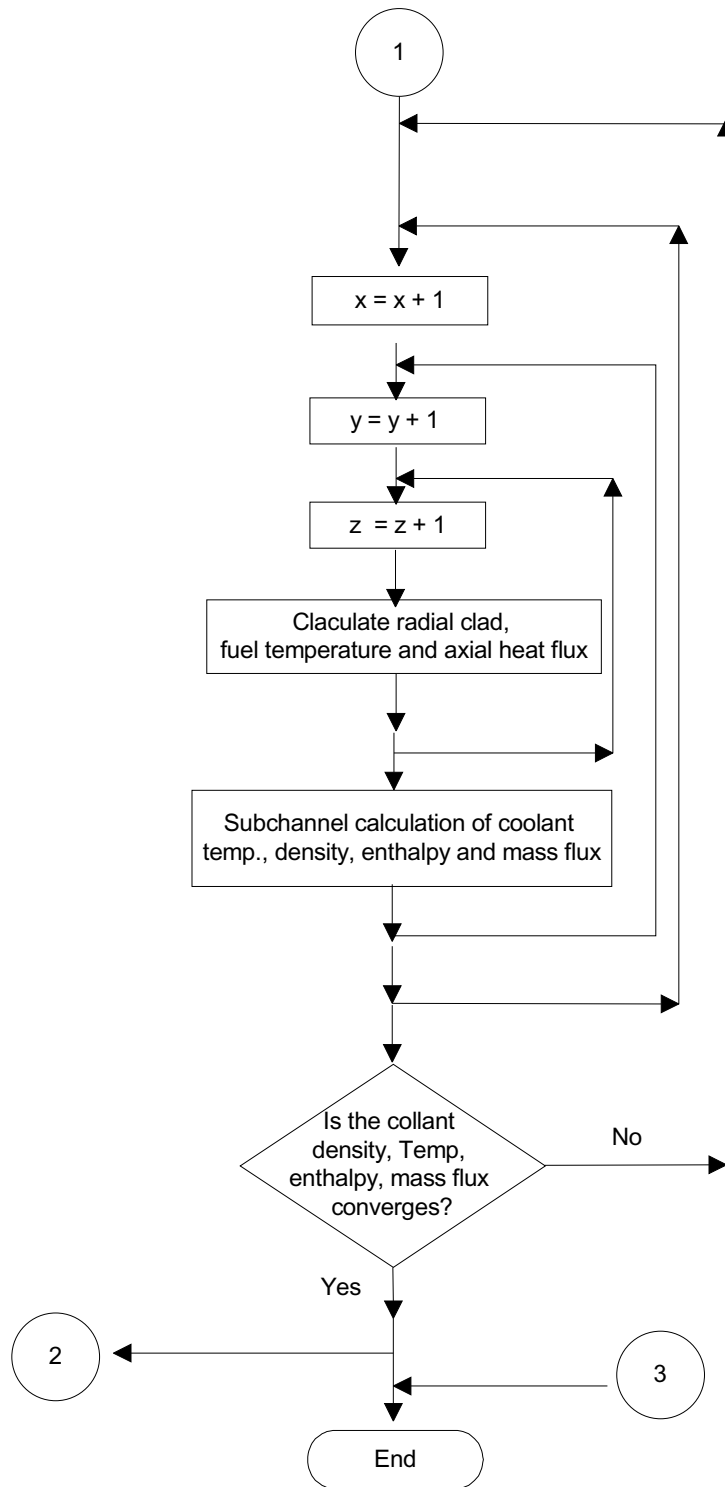 1
x = x + 1
y = y + 1
z = z + 1
Claculate radial clad,
fuel temperature and axial heat flux
Subchannel calculation of coolant
temp., density, enthalpy and mass flux
Is the collant
density, Temp,
enthalpy, mass flux
converges?
No
Yes
2
3
End